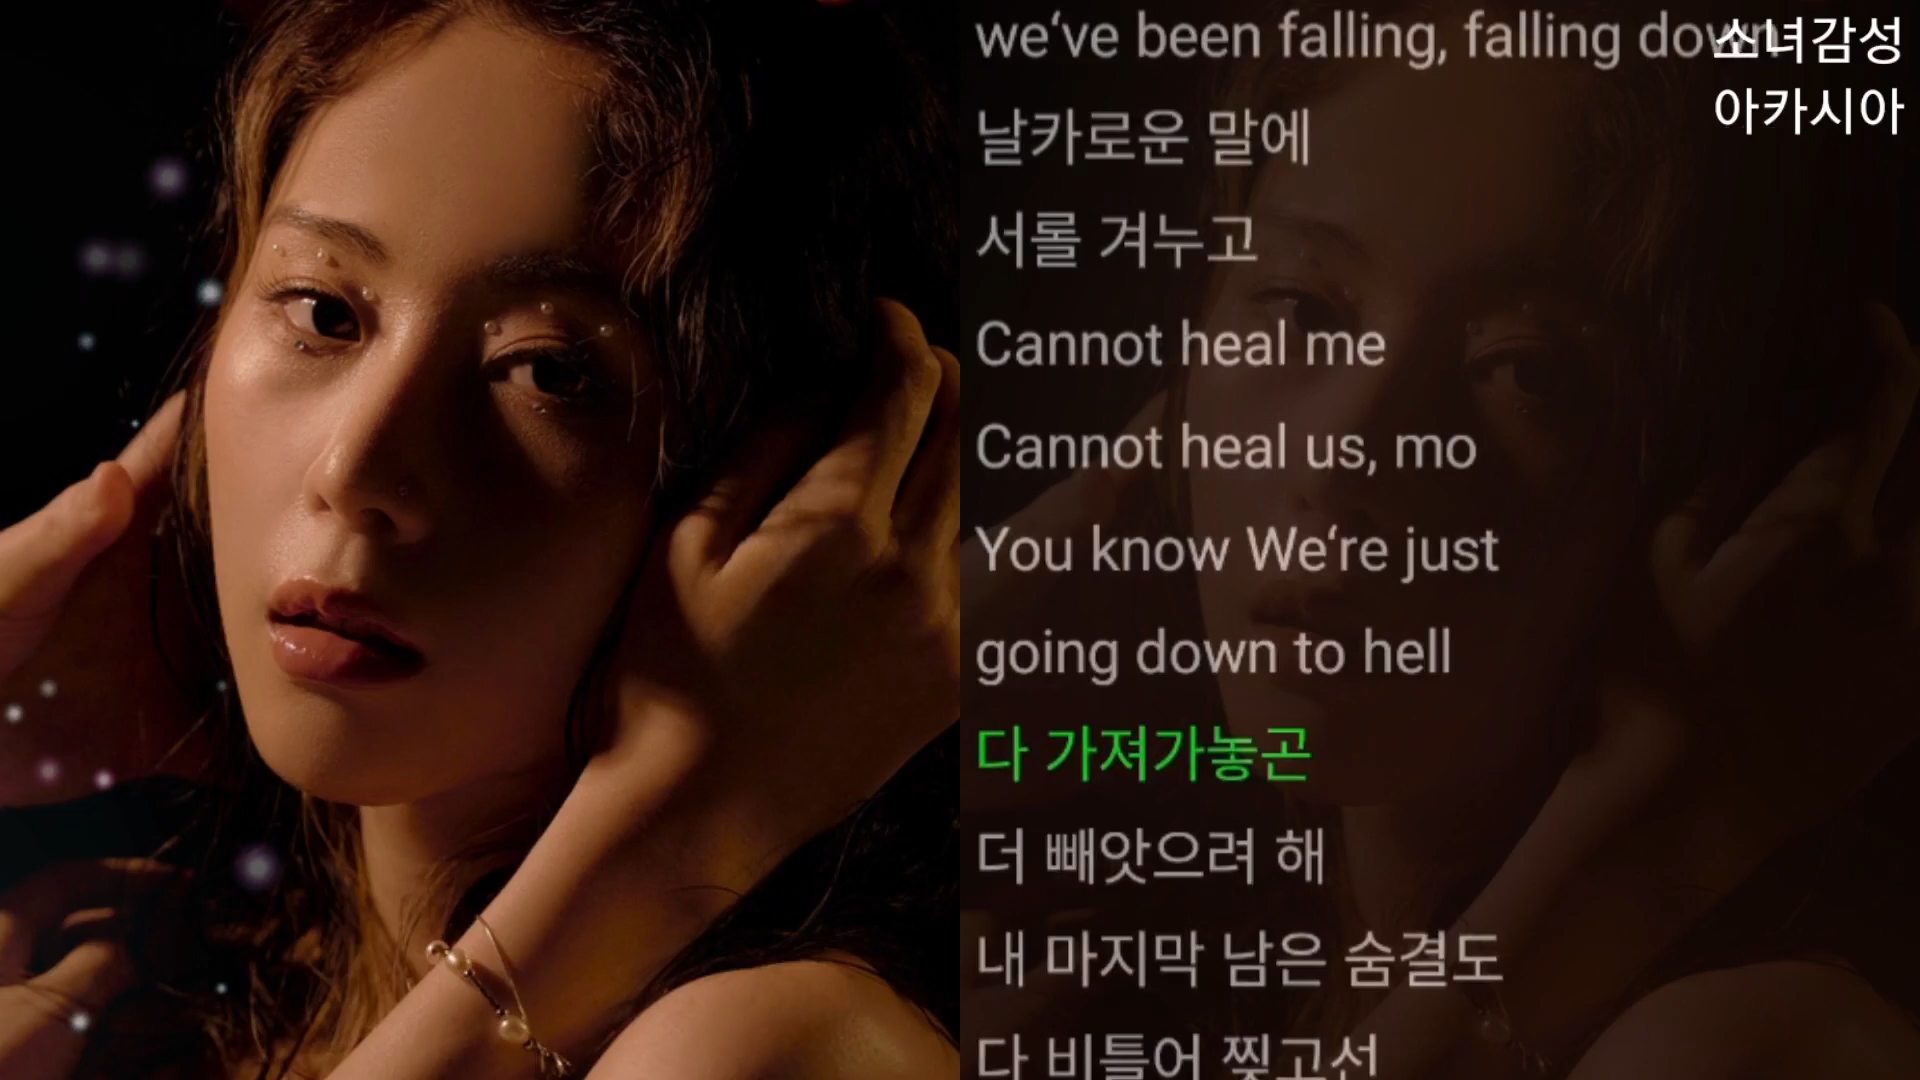 we‘ve been falling, falling down
소녀감성
아카시아
날카로운 말에
서롤 겨누고
Cannot heal me
Cannot heal us, mo
You know We‘re just
going down to hell
다 가져가놓곤
더 빼앗으려 해
내 마지막 남은 숨결도
다 비틀어 찢고선